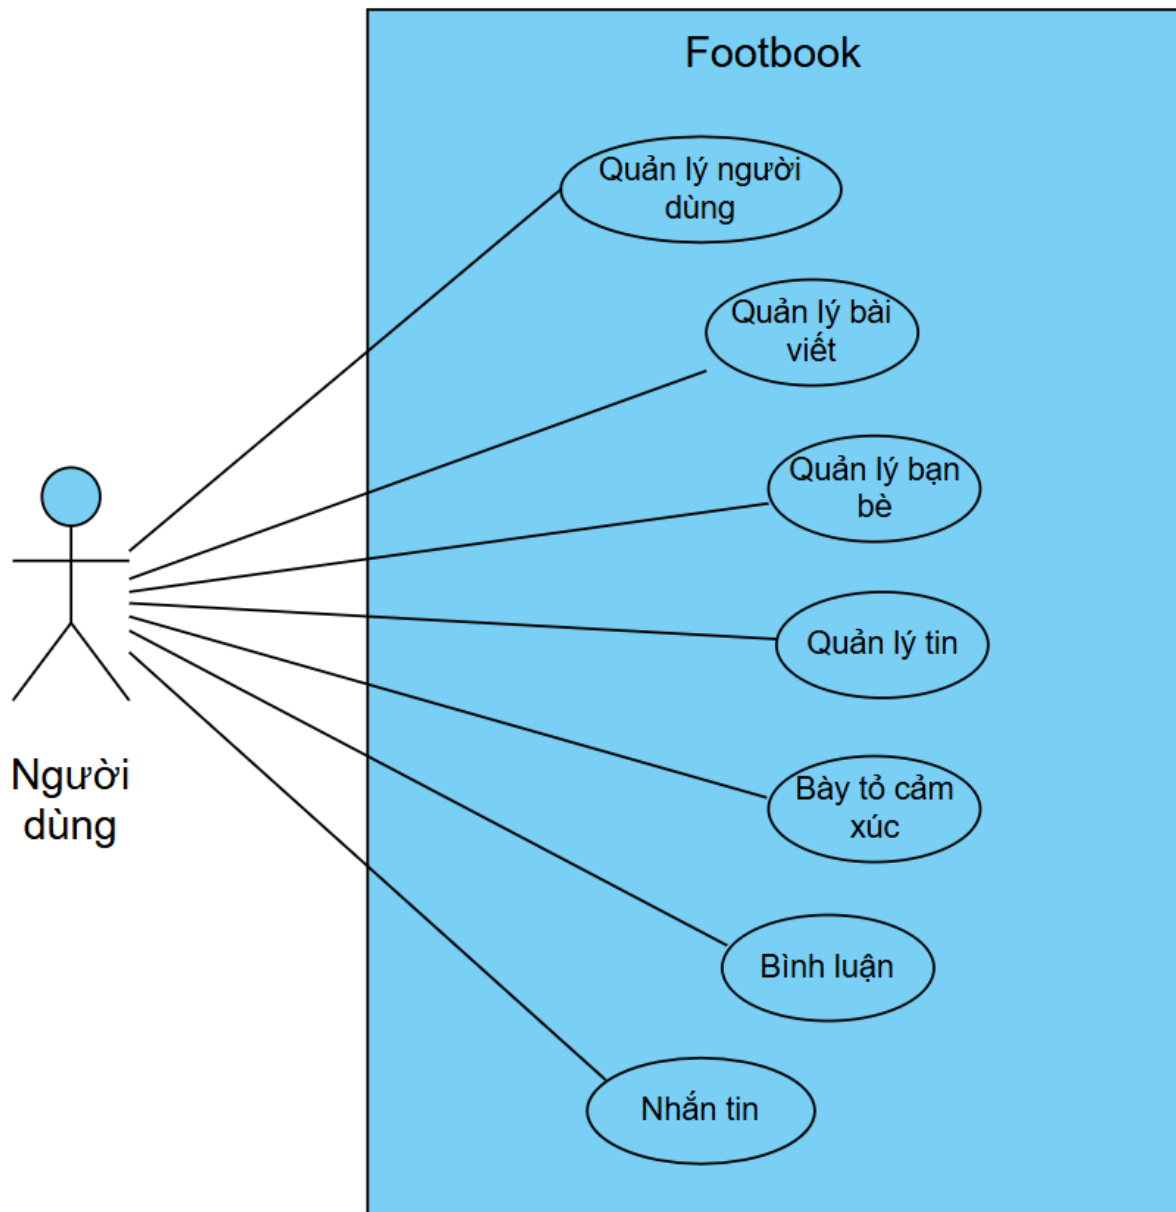 Footbook
Quản lý người
dùng
Quản lý bài
viết
Quản lý bạn
bè
Quản lý tin
Bày tỏ cảm
xúc
Bình luận
Nhắn tin
Người
dùng